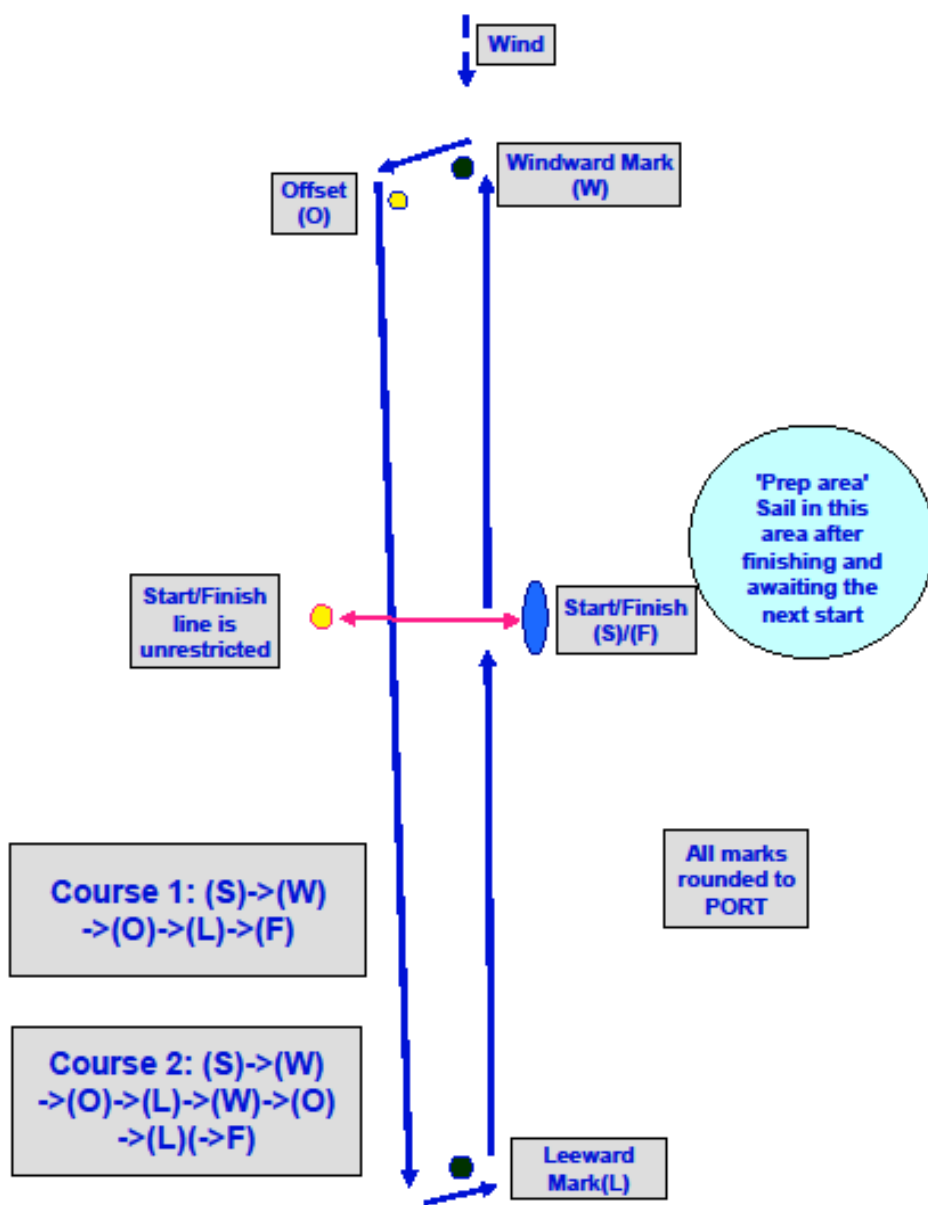 Wind
Windward Mark
(W)
Offset
(O)
'Prep area'
Sail in this
area after
finishing and
awaiting the
next start
Start/Finish
line is
unrestricted
Start/Finish
(S)/(F)
All marks
rounded to
PORT
Course 1: (S)->(W)
->(O)->(L)->(F)
Course 2: (S)->(W)
->(O)->(L)->(W)->(O)
->(L)(->F)
Leeward
Mark(L)